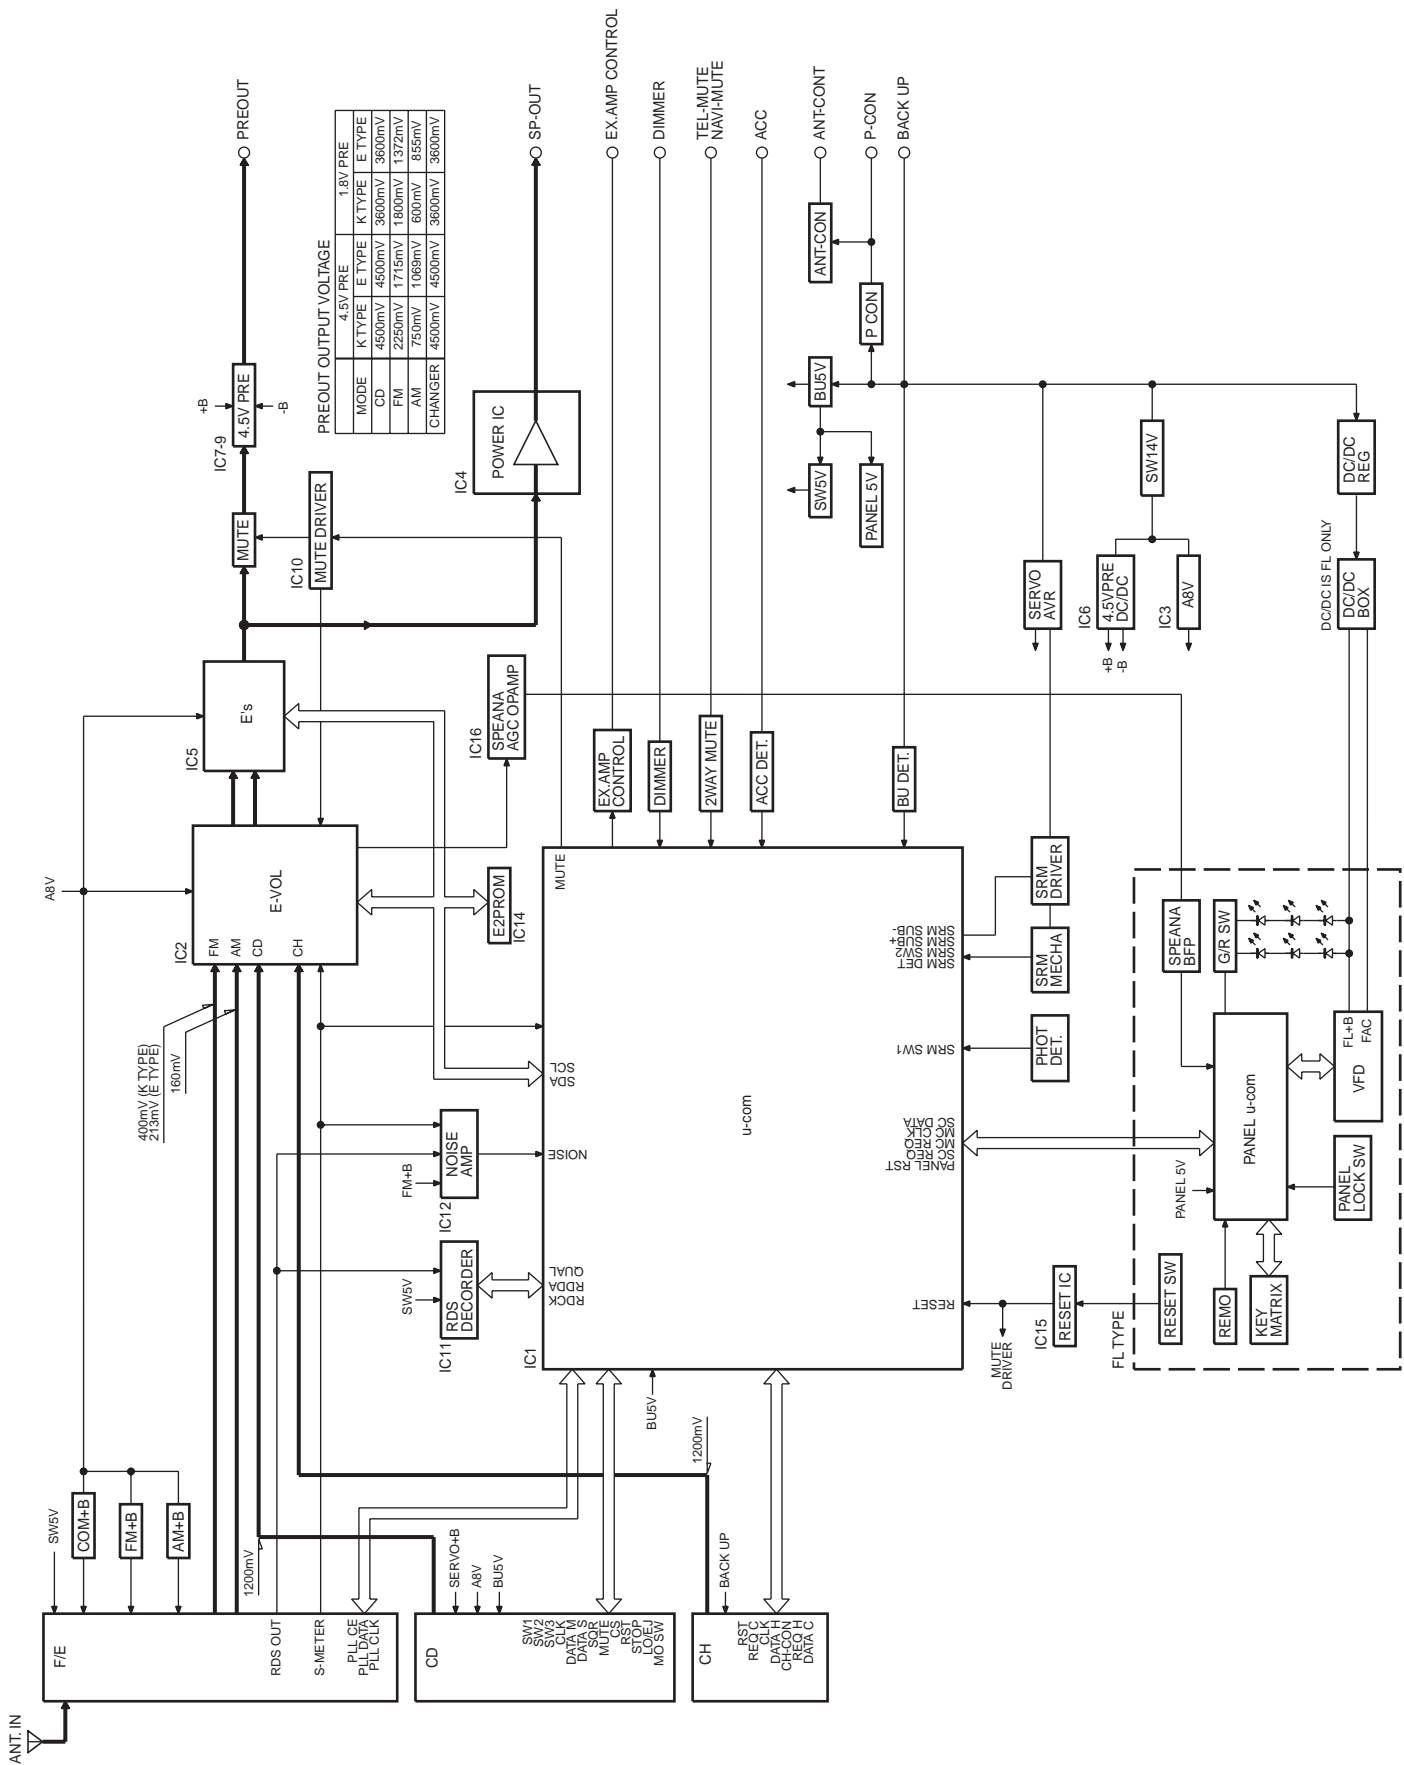 ANT. IN
F/E
RDS OUT
S-METER
PLL CE
PLL DATA
PLL CLK
SW5V
COM+B
FM+B
AM+B
1200mV
CD
SERVO+B
A8V
BU5V
SW1
SW2
SW3
CLK
DATA M
DATA S
SQR
MUTE
CS
RST
STOP
LO/EJ
MO SW
CH
BACK UP
RST
REQ C
CLK
DATA H
CH-CON
REQ H
DATA C
1200mV
A8V
400mV (K TYPE)
213mV (E TYPE)
160mV
IC2
FM
AM
CD
CH
E-VOL
IC5
E's
MUTE
IC7-9
4.5V PRE
+B
-B
PREOUT
IC10
MUTE DRIVER
PREOUT OUTPUT VOLTAGE
4.5V PRE 1.8V PRE
MODE K TYPE E TYPE K TYPE E TYPE
CD 4500mV 4500mV 3600mV 3600mV
FM 2250mV 1715mV 1800mV 1372mV
AM 750mV 1069mV 600mV 855mV
CHANGER 4500mV 4500mV 3600mV 3600mV
IC4
POWER IC
SP-OUT
IC11
RDS
DECORDER
SW5V
IC12
NOISE
AMP
FM+B
E2PROM
IC14
IC16
SPEANA
AGC OPAMP
IC1
u-com
RDCK
RDDA
QUAL
NOISE
SDA
SCL
MUTE
BU5V
RESET
PANEL RST
SC REQ
MC REQ
MC CLK
SC DATA
SRM SW1
SRM DET
SRM SW2
SRM SUB+
SRM SUB-
EX.AMP
CONTROL
EX.AMP CONTROL
DIMMER
DIMMER
2WAY MUTE
TEL-MUTE
NAVI-MUTE
ACC DET.
ACC
BU DET.
ANT-CON
ANT-CONT
P CON
P-CON
BACK UP
BU5V
SW5V
PANEL 5V
SERVO
AVR
SW14V
IC6
4.5VPRE
DC/DC
+B
-B
IC3
A8V
DC/DC
REG
DC/DC IS FL ONLY
DC/DC
BOX
SRM
DRIVER
SRM
MECHA
PHOT
DET.
MUTE
DRIVER
IC15
RESET IC
FL TYPE
RESET SW
REMO
KEY
MATRIX
PANEL 5V
PANEL u-com
PANEL
LOCK SW
VFD
FL+B
FAC
SPEANA
BFP
G/R SW